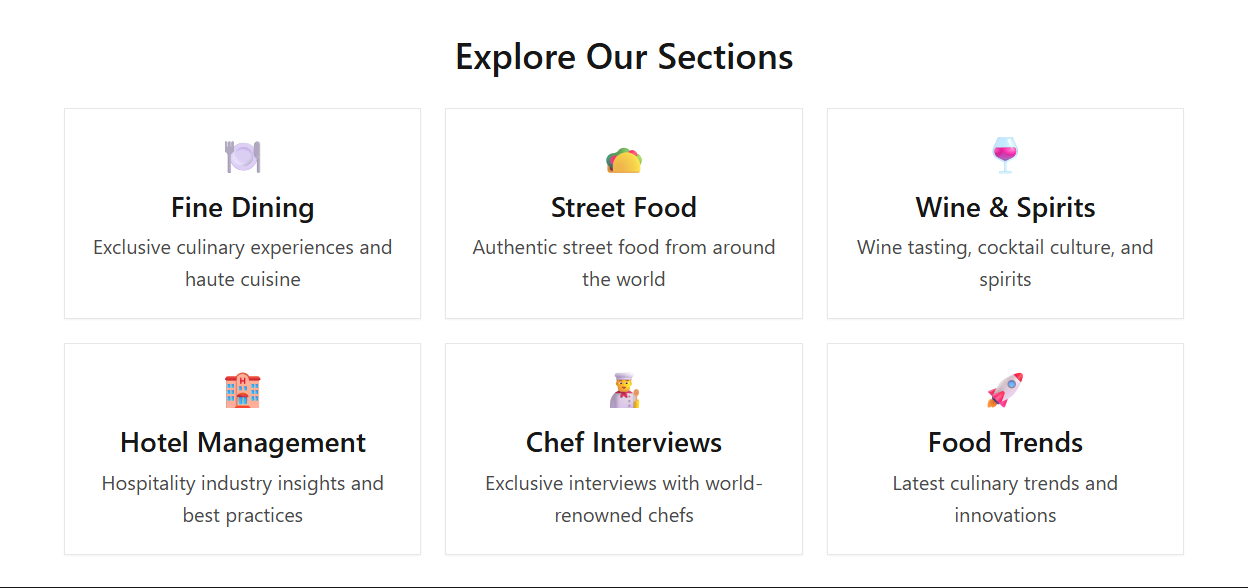 Explore Our Sections
Fine Dining
Exclusive culinary experiences and
haute cuisine
Street Food
Authentic street food from around
the world
Wine & Spirits
Wine tasting, cocktail culture, and
spirits
Hotel Management
Hospitality industry insights and
best practices
Chef Interviews
Exclusive interviews with world-
renowned chefs
Food Trends
Latest culinary trends and
innovations